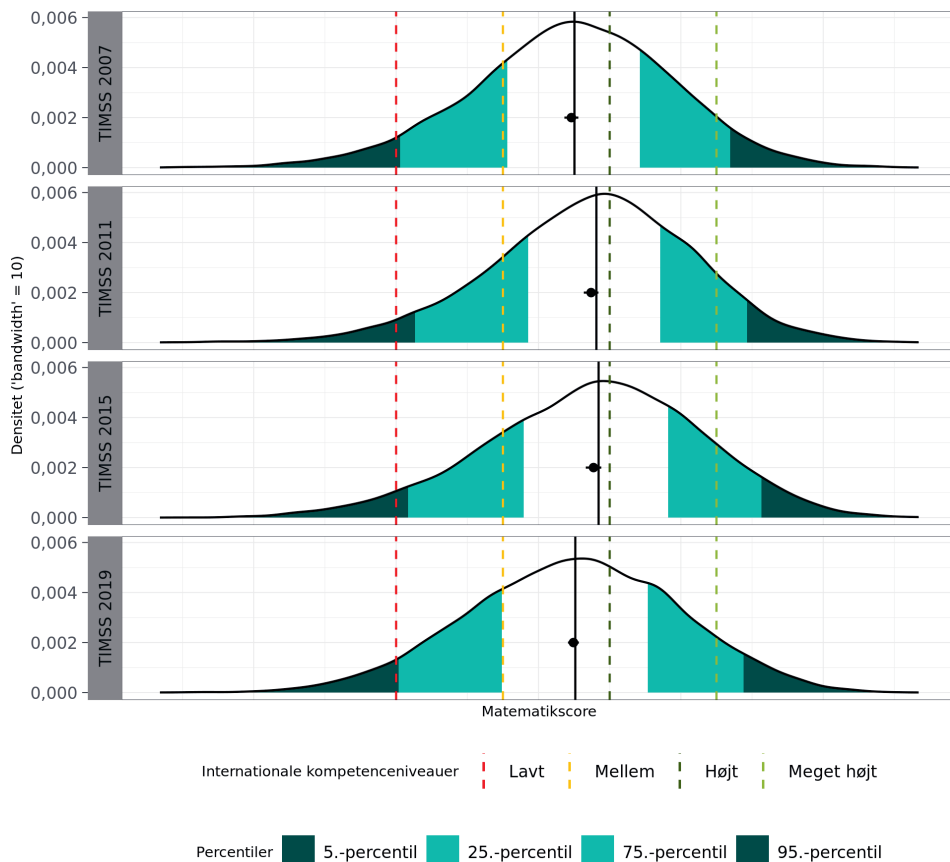 0,006
0,004
0,002
0,000
TIMSS 2007
0,006
0,004
0,002
0,000
TIMSS 2011
0,006
0,004
0,002
0,000
TIMSS 2015
0,006
0,004
0,002
0,000
TIMSS 2019
Densitet ('bandwidth' = 10)
Matematikscore
Internationale kompetenceniveauer Lavt Mellem Højt Meget højt
Percentiler 5.-percentil 25.-percentil 75.-percentil 95.-percentil